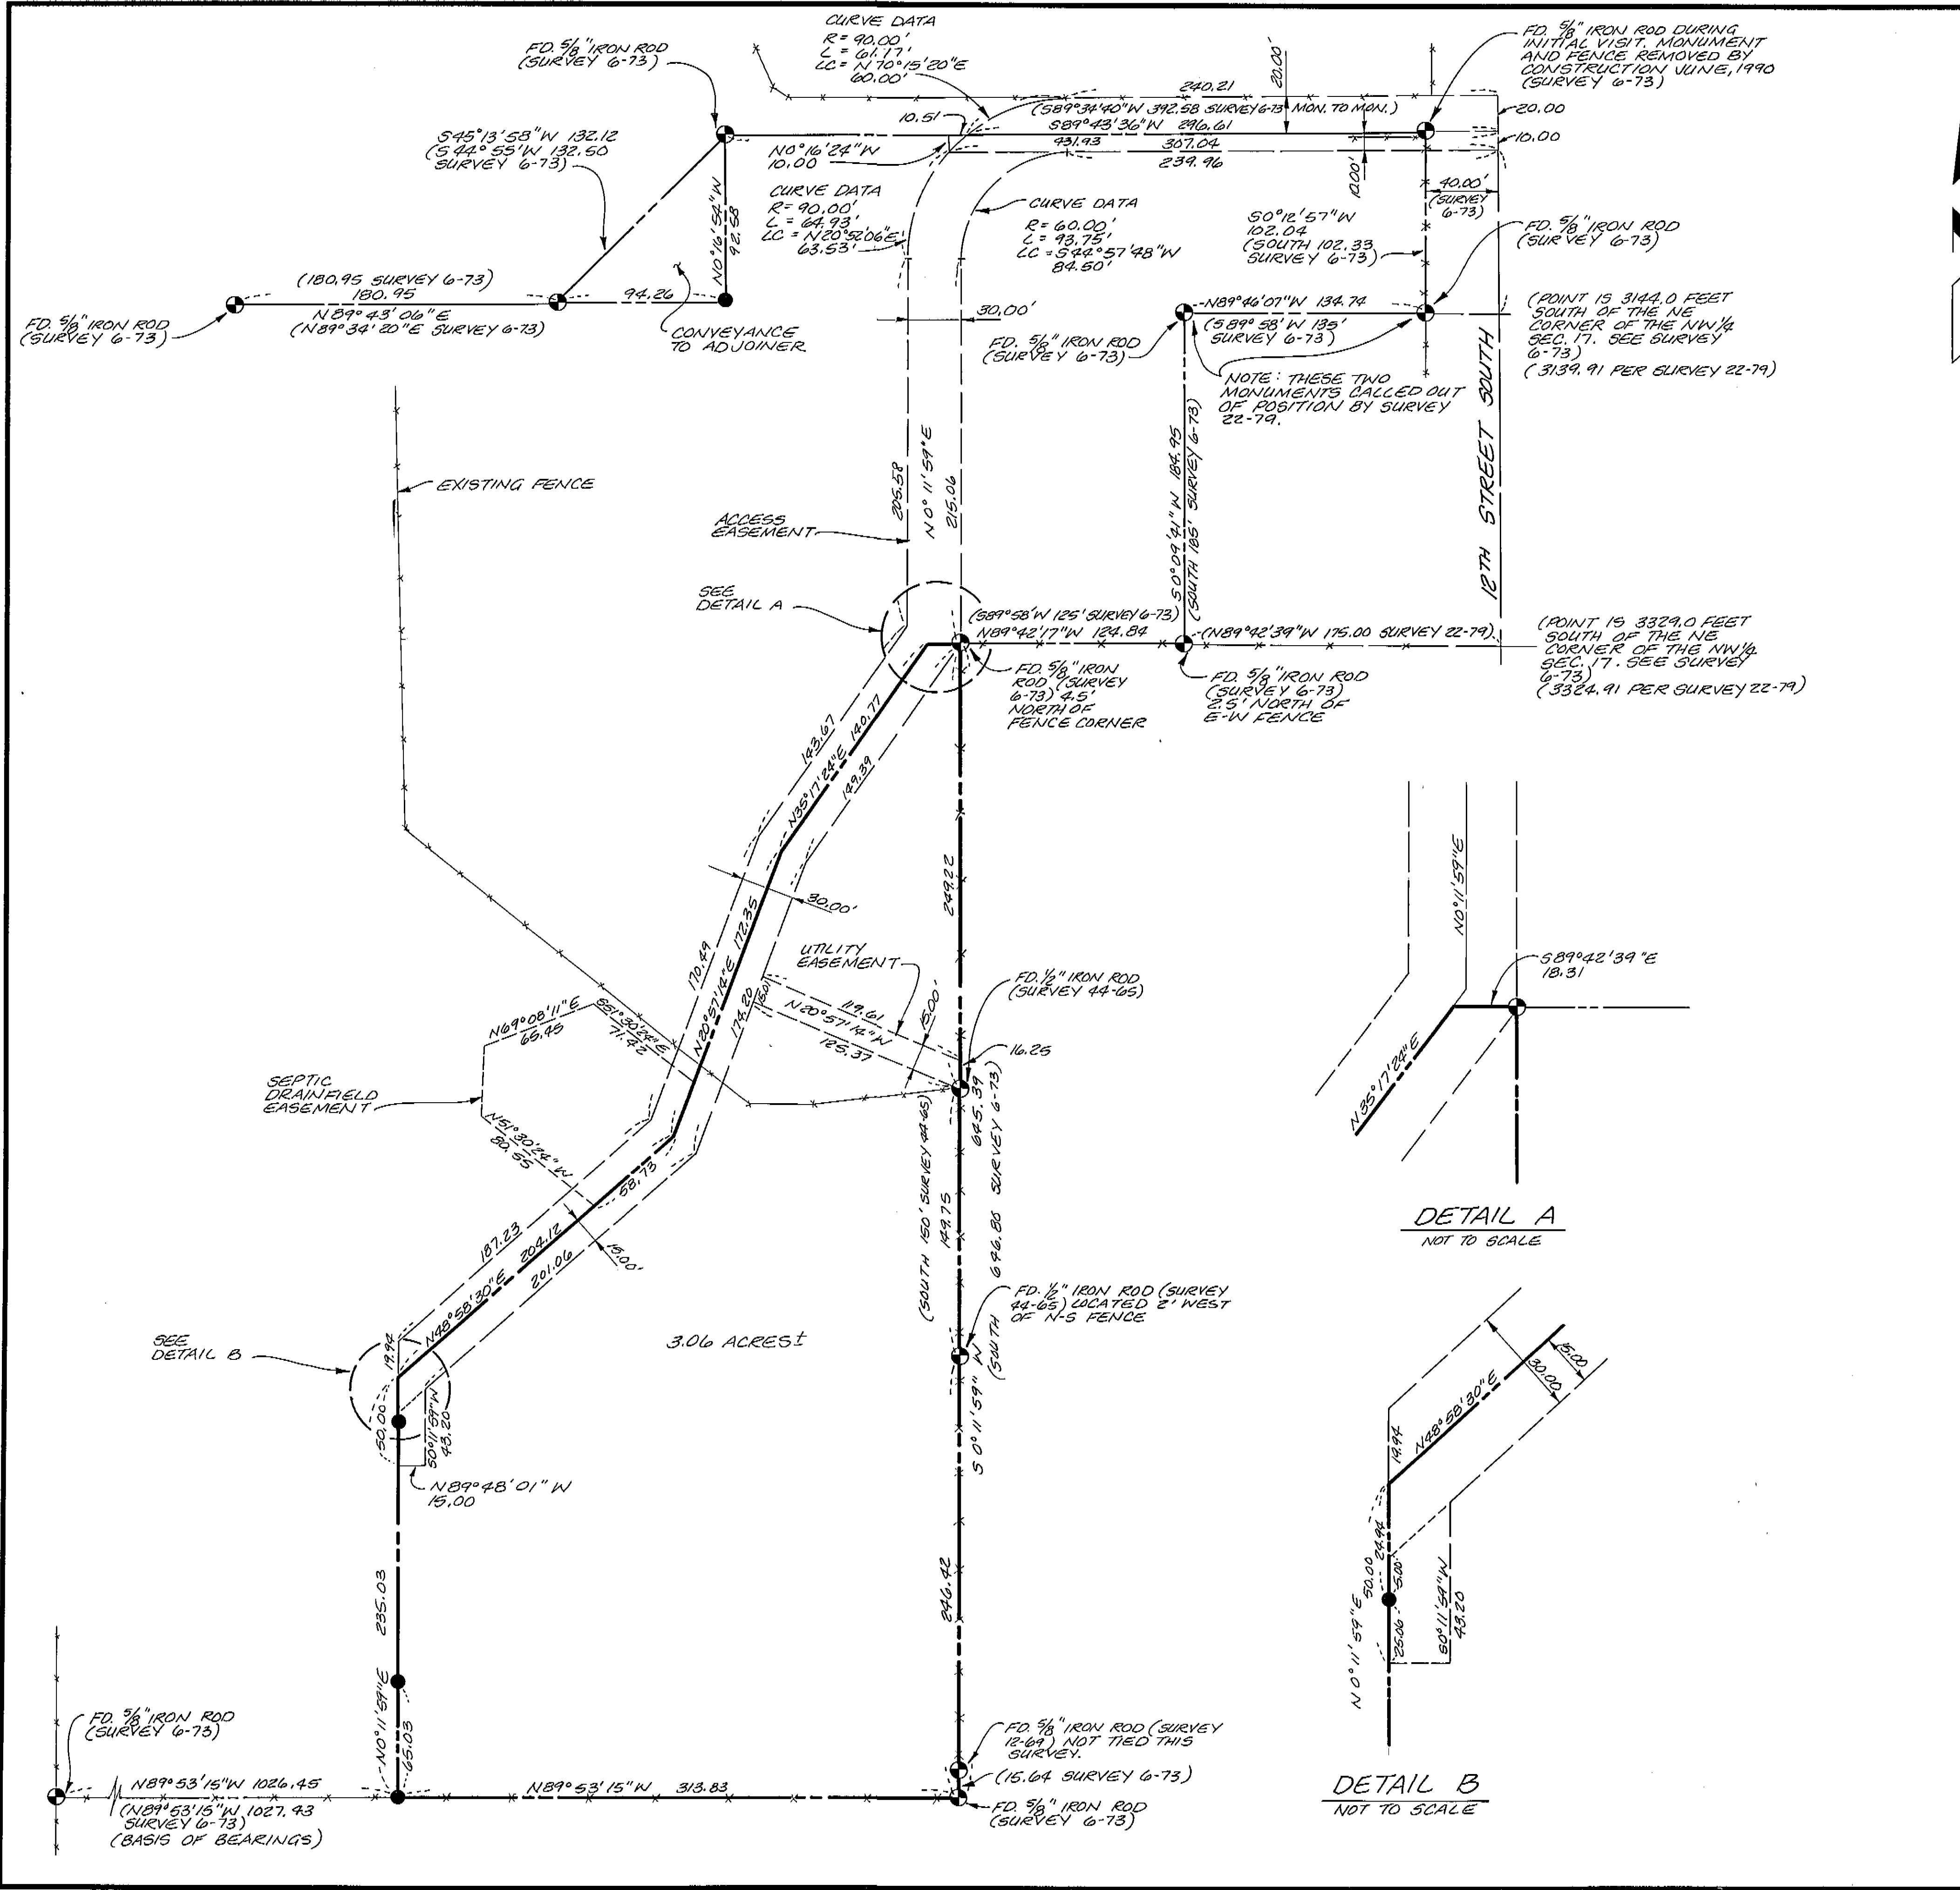 CURVE DATA
R = 90.00'
L = 61.17'
LC = N 70°15'20"E
60.00'
FD. 5/8" IRON ROD
(SURVEY 6-73)
FD. 5/8" IRON ROD DURING
INITIAL VISIT. MONUMENT
AND FENCE REMOVED BY
CONSTRUCTION JUNE, 1990
(SURVEY 6-73)
20.00'
240.21
(S89°34'40"W 392.58 SURVEY 6-73 MON. TO MON.)
10.51
S89°43'36"W 296.61
431.93
307.04
239.96
20.00
10.00
10.00'
40.00'
(SURVEY
6-73)
S45°13'58"W 132.12
(S 44°55'W 132.50
SURVEY 6-73)
N0°16'24"W
10.00
N0°16'54"W
92.58
CURVE DATA
R = 90.00'
L = 64.93'
LC = N20°52'06"E
63.53'
CURVE DATA
R = 60.00'
L = 93.75'
LC = S44°57'48"W
84.50'
S0°12'57"W
102.04
(SOUTH 102.33
SURVEY 6-73)
FD. 5/8" IRON ROD
(SURVEY 6-73)
(180.95 SURVEY 6-73)
180.95
N89°43'06"E
(N89°34'20"E SURVEY 6-73)
94.26
FD. 5/8" IRON ROD
(SURVEY 6-73)
CONVEYANCE
TO ADJOINER
30.00'
N89°46'07"W 134.74
(S89°58'W 135'
SURVEY 6-73)
FD. 5/8" IRON ROD
(SURVEY 6-73)
(POINT IS 3144.0 FEET
SOUTH OF THE NE
CORNER OF THE NW 1/4
SEC. 17. SEE SURVEY
6-73)
(3139.91 PER SURVEY 22-79)
NOTE: THESE TWO
MONUMENTS CALLED OUT
OF POSITION BY SURVEY
22-79.
12TH STREET SOUTH
EXISTING FENCE
205.58
N0°11'59"E
215.06
S0°09'41"W 184.95
(SOUTH 185' SURVEY 6-73)
ACCESS
EASEMENT
SEE
DETAIL A
(S89°58'W 125' SURVEY 6-73)
N89°42'17"W 124.84
(N89°42'39"W 175.00 SURVEY 22-79)
(POINT IS 3329.0 FEET
SOUTH OF THE NE
CORNER OF THE NW 1/4
SEC. 17. SEE SURVEY
6-73)
(3324.91 PER SURVEY 22-79)
FD. 5/8" IRON
ROD (SURVEY
6-73) 4.5'
NORTH OF
FENCE CORNER
FD. 5/8" IRON ROD
(SURVEY 6-73)
2.5' NORTH OF
E-W FENCE
143.67
N35°17'24"E 140.77
149.39
249.22
30.00'
170.49
N20°57'14"E 172.35
174.20
15.01
UTILITY
EASEMENT
119.61
N20°57'14"W
125.37
15.00'
16.25
FD. 1/2" IRON ROD
(SURVEY 44-65)
N69°08'11"E
65.45
S51°30'24"E
71.42
SEPTIC
DRAINFIELD
EASEMENT
N51°30'24"W
80.55
58.73
187.23
N48°58'30"E 204.12
201.06
15.00'
(SOUTH 150' SURVEY 44-65)
149.75
S0°11'59"W 645.39
(SOUTH 646.86 SURVEY 6-73)
FD. 1/2" IRON ROD (SURVEY
44-65) LOCATED 2' WEST
OF N-S FENCE
3.06 ACRES±
SEE
DETAIL B
19.94
50.00
S0°11'59"W
43.20
N89°48'01"W
15.00
235.03
N0°11'59"E
65.03
246.42
FD. 5/8" IRON ROD
(SURVEY 6-73)
N89°53'15"W 1026.45
(N89°53'15"W 1027.43
SURVEY 6-73)
(BASIS OF BEARINGS)
N89°53'15"W 313.83
FD. 5/8" IRON ROD (SURVEY
12-69) NOT TIED THIS
SURVEY.
(15.64 SURVEY 6-73)
FD. 5/8" IRON ROD
(SURVEY 6-73)
N0°11'59"E
S89°42'39"E
18.31
N35°17'24"E
DETAIL A
NOT TO SCALE
15.00
30.00
N48°58'30"E
19.94
24.94
50.00
5.00
25.06
N0°11'59"E
S0°11'59"W
43.20
DETAIL B
NOT TO SCALE